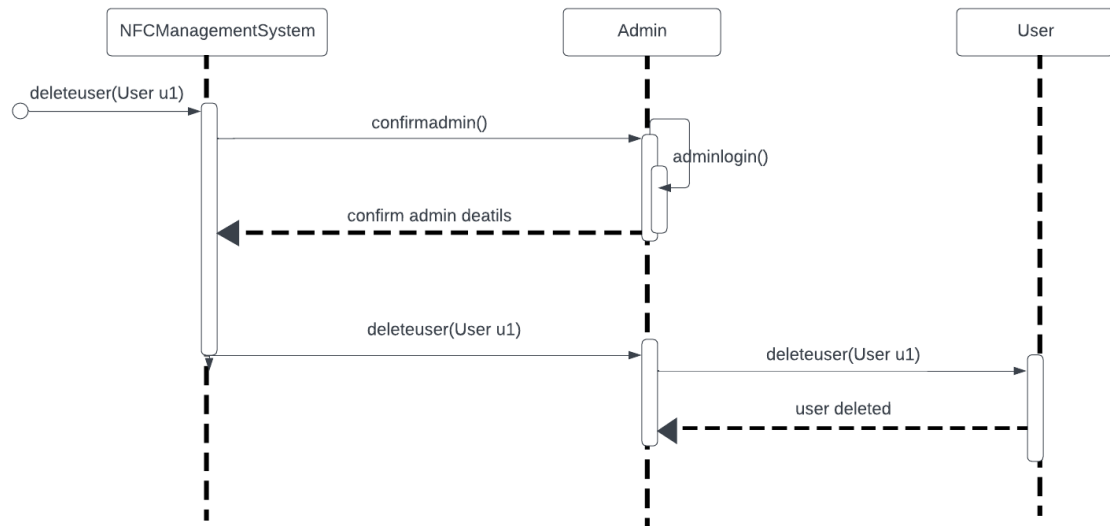 NFCManagementSystem
Admin
User
deleteuser(User u1)
confirmadmin()
adminlogin()
confirm admin deatils
deleteuser(User u1)
deleteuser(User u1)
user deleted